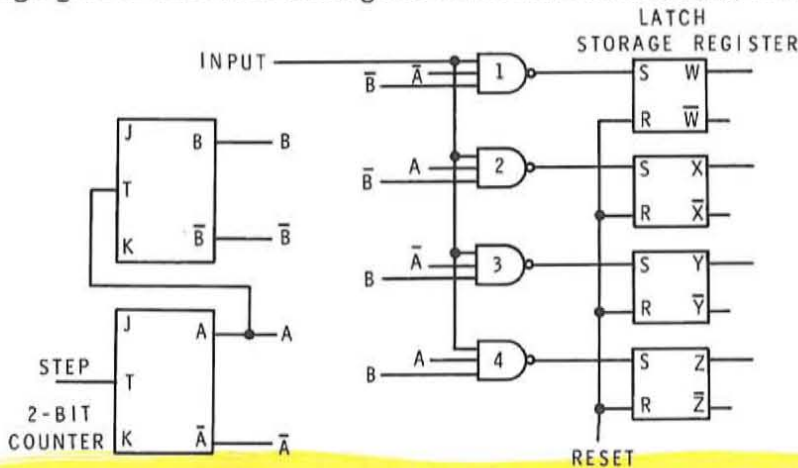 LATCH
STORAGE REGISTER
INPUT
B̅ A̅ 1 S W
R W̅
J B B
A 2 S X
B̅
T
R X̅
K B̅ B̅
A̅ 3 S Y
B
R Y̅
J A A
A 4 S Z
STEP
T
B
2-BIT
R Z̅
COUNTER K A̅ A̅
RESET